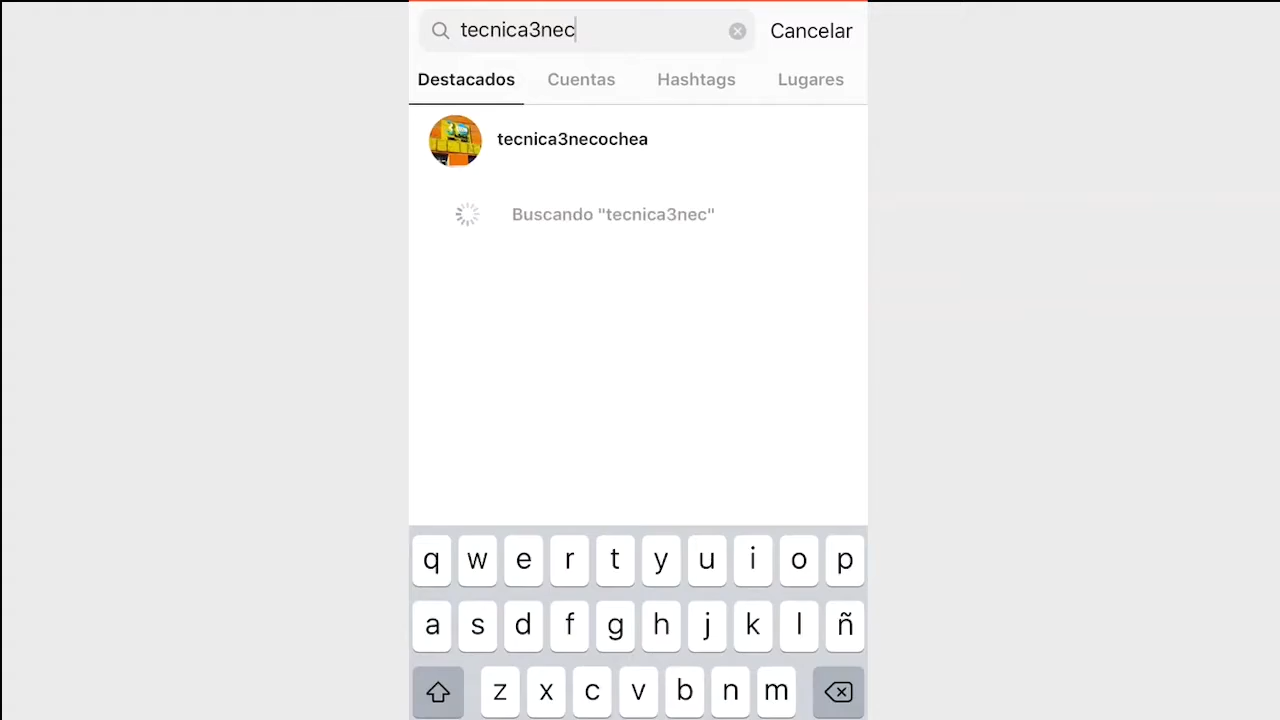 tecnica3nec Cancelar
Destacados Cuentas Hashtags Lugares
tecnica3necochea
Buscando "tecnica3nec"
q w e r t y u i o p
a s d f g h j k l ñ
z x c v b n m